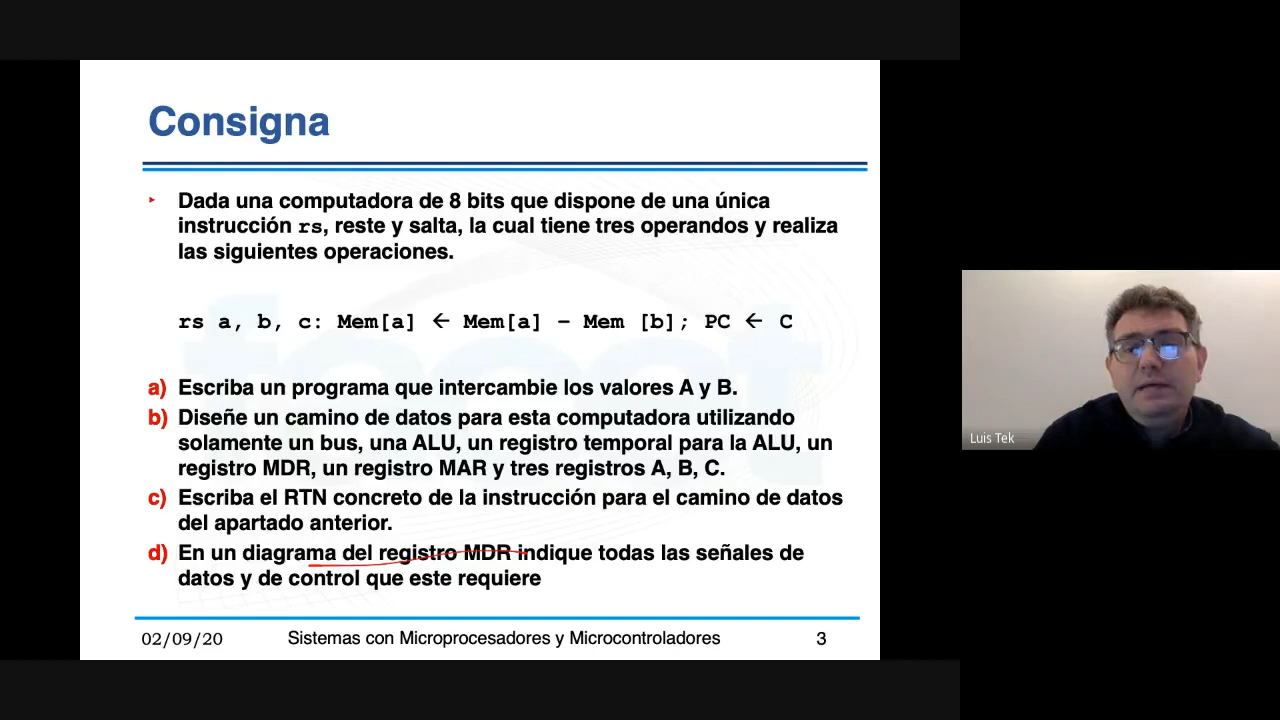 Consigna
Dada una computadora de 8 bits que dispone de una única
instrucción rs, reste y salta, la cual tiene tres operandos y realiza
las siguientes operaciones.
rs a, b, c: Mem[a] ← Mem[a] – Mem [b]; PC ← C
a) Escriba un programa que intercambie los valores A y B.
b) Diseñe un camino de datos para esta computadora utilizando
solamente un bus, una ALU, un registro temporal para la ALU, un
registro MDR, un registro MAR y tres registros A, B, C.
c) Escriba el RTN concreto de la instrucción para el camino de datos
del apartado anterior.
d) En un diagrama del registro MDR indique todas las señales de
datos y de control que este requiere
02/09/20 Sistemas con Microprocesadores y Microcontroladores 3
Luis Tek